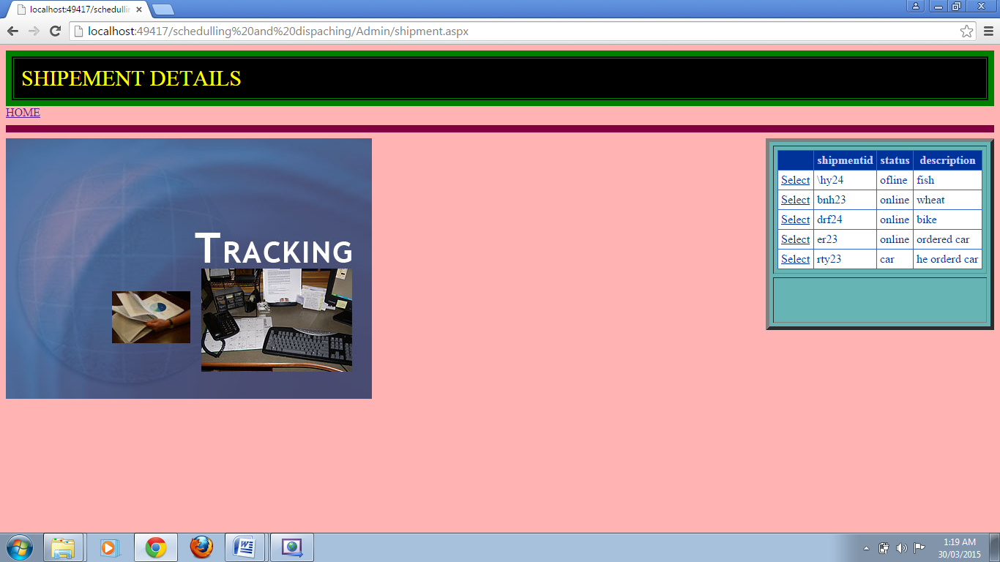 localhost:49417/schedullin
localhost:49417/schedulling%20and%20dispaching/Admin/shipment.aspx
SHIPEMENT DETAILS
HOME
TRACKING
shipmentid status description
Select \hy24 ofline fish
Select bnh23 online wheat
Select drf24 online bike
Select er23 online ordered car
Select rty23 car he orderd car
1:19 AM
30/03/2015